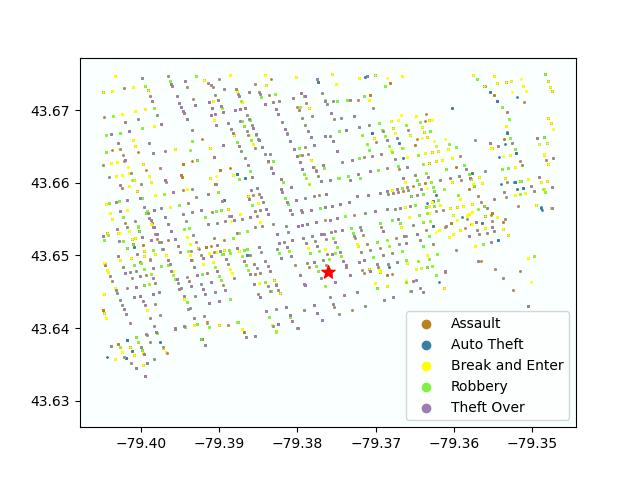 43.67
43.66
43.65
43.64
43.63
Assault
Auto Theft
Break and Enter
Robbery
Theft Over
−79.40 −79.39 −79.38 −79.37 −79.36 −79.35